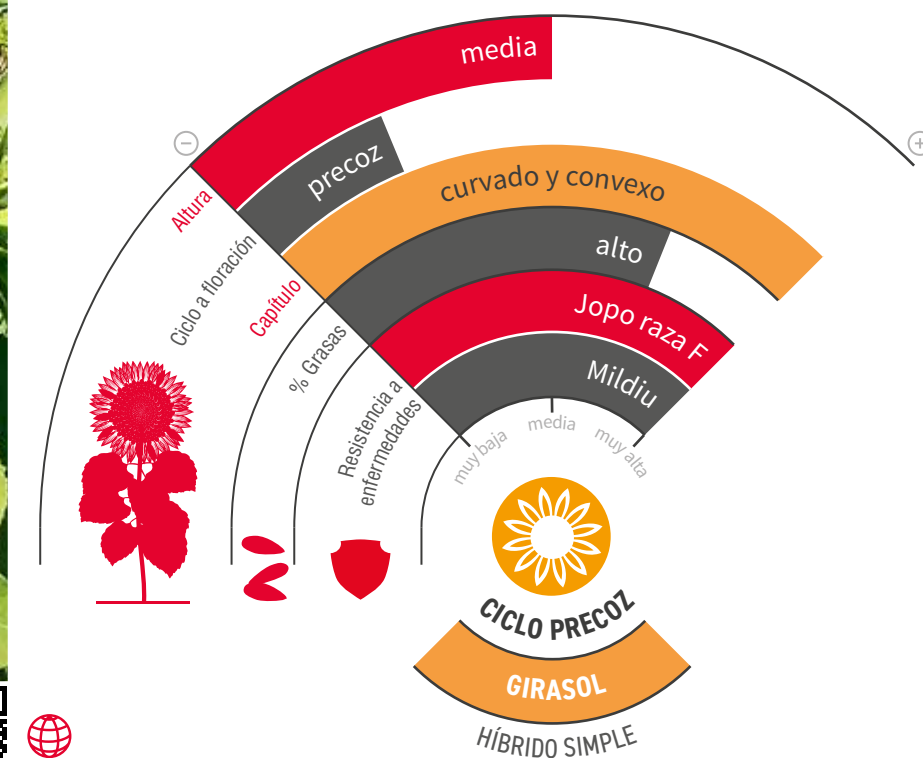 media
precoz
curvado y convexo
alto
Jopo raza F
Mildiu
Altura
Ciclo a floración
Capítulo
% Grasas
Resistencia a
enfermedades
muy baja
media
muy alta
CICLO PRECOZ
GIRASOL
HÍBRIDO SIMPLE